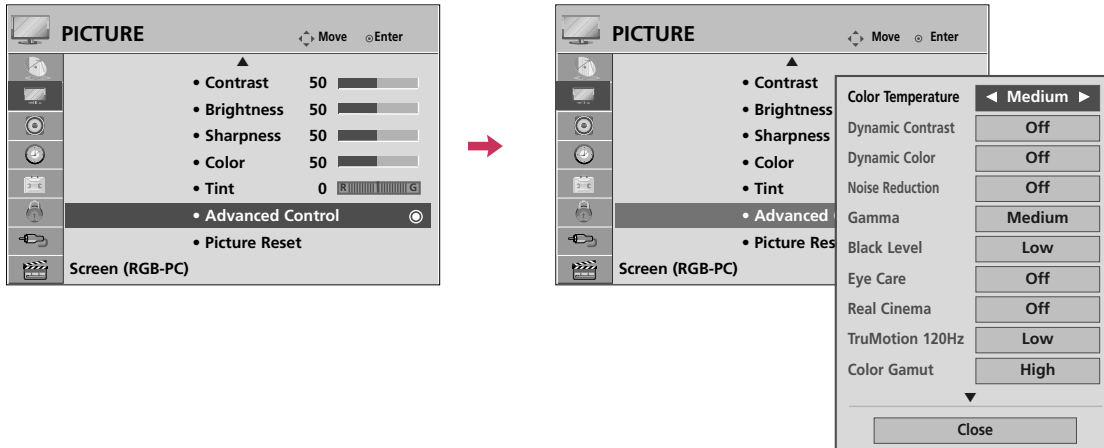 PICTURE Move Enter
• Contrast 50
• Brightness 50
• Sharpness 50
• Color 50
• Tint 0 R G
• Advanced Control
• Picture Reset
Screen (RGB-PC)
PICTURE Move Enter
• Contrast
• Brightness
• Sharpness
• Color
• Tint
• Advanced
• Picture Res
Screen (RGB-PC)
Color Temperature ◀ Medium ▶
Dynamic Contrast Off
Dynamic Color Off
Noise Reduction Off
Gamma Medium
Black Level Low
Eye Care Off
Real Cinema Off
TruMotion 120Hz Low
Color Gamut High
Close